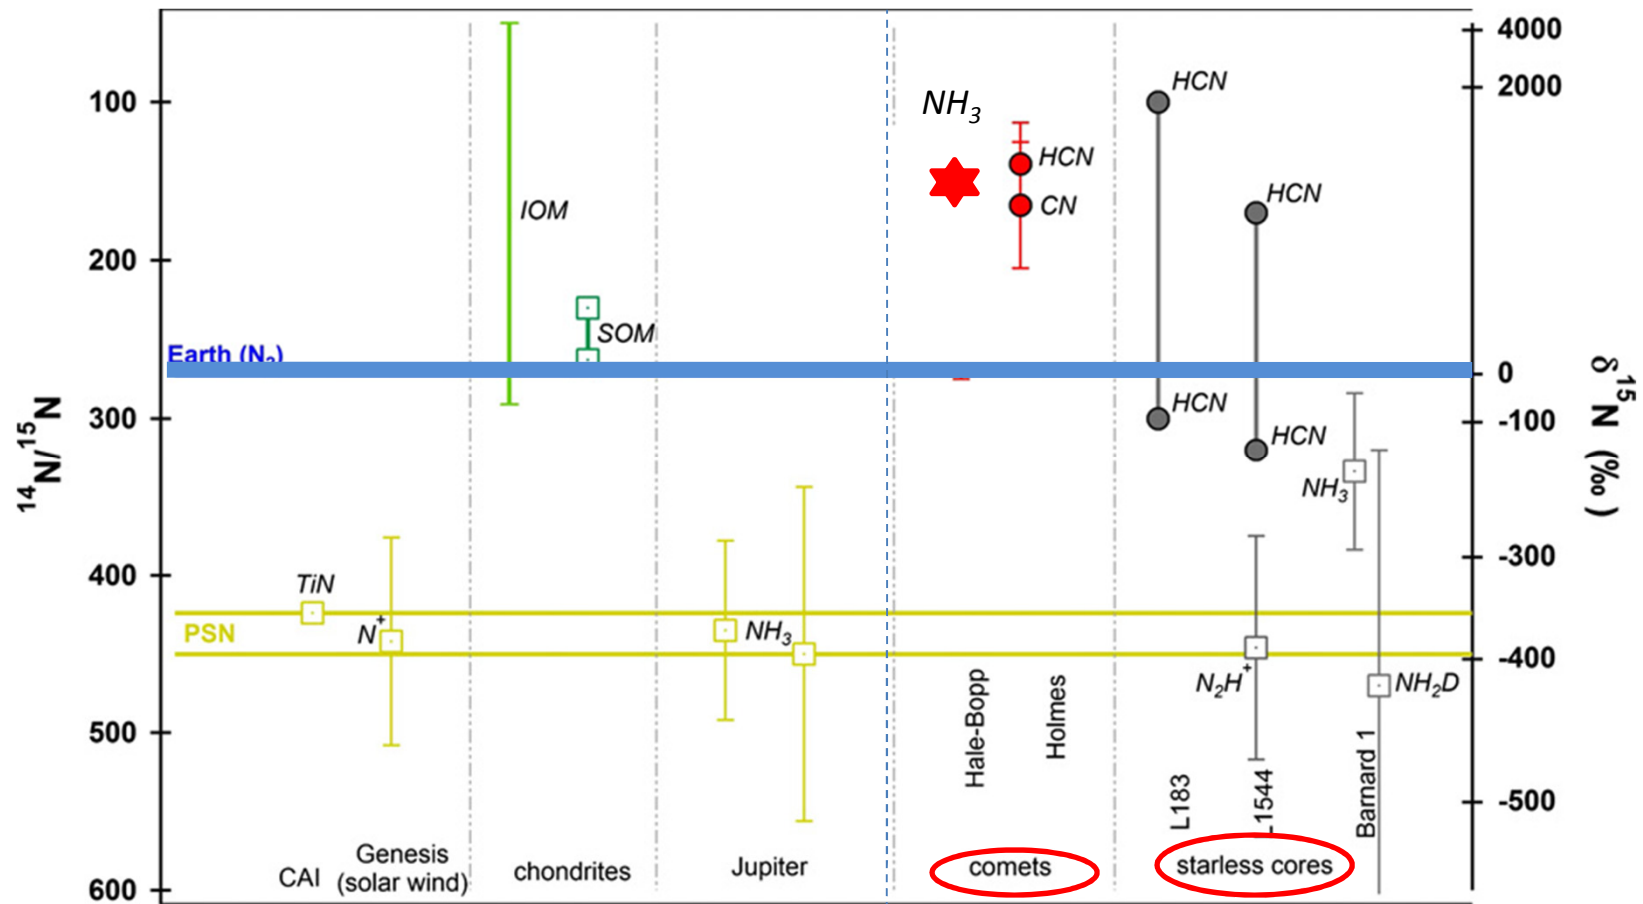 4000
2000
0
-100
-300
-400
-500
δ¹⁵N (‰)
100
200
300
400
500
600
¹⁴N/¹⁵N
NH₃
HCN
CN
HCN
HCN
IOM
SOM
Earth (N₂)
HCN
HCN
NH₃
TiN
N⁺
PSN
NH₃
N₂H⁺
NH₂D
Hale-Bopp
Holmes
L183
L1544
Barnard 1
CAI
Genesis
(solar wind)
chondrites
Jupiter
comets
starless cores